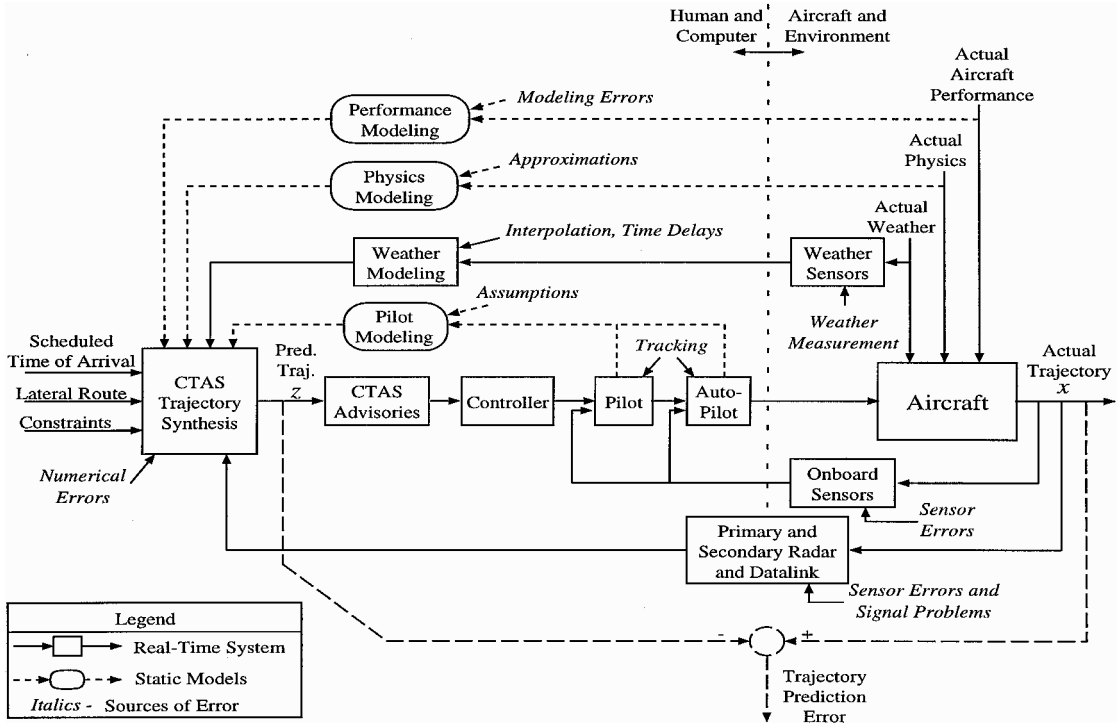 Human and
Computer
Aircraft and
Environment
Actual
Aircraft
Performance
Modeling Errors
Performance
Modeling
Actual
Physics
Approximations
Physics
Modeling
Actual
Weather
Interpolation, Time Delays
Weather
Modeling
Weather
Sensors
Assumptions
Pilot
Modeling
Weather
Measurement
Scheduled
Time of Arrival
Lateral Route
Constraints
CTAS
Trajectory
Synthesis
Numerical
Errors
Pred.
Traj.
z
CTAS
Advisories
Controller
Tracking
Pilot
Auto-
Pilot
Aircraft
Actual
Trajectory
x
Onboard
Sensors
Sensor
Errors
Primary and
Secondary Radar
and Datalink
Sensor Errors and
Signal Problems
- +
Trajectory
Prediction
Error
Legend
Real-Time System
Static Models
Italics - Sources of Error